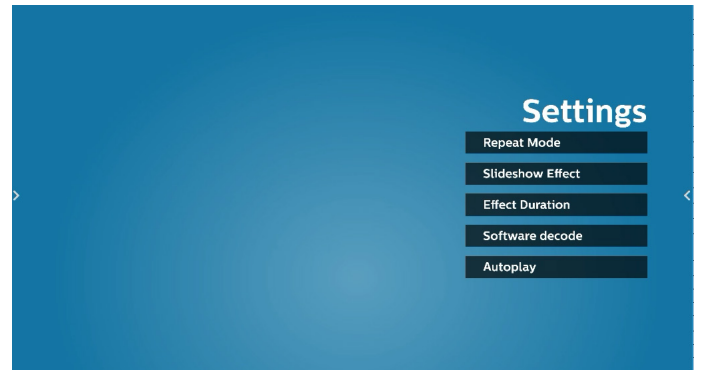 Settings
Repeat Mode
Slideshow Effect
Effect Duration
Software decode
Autoplay